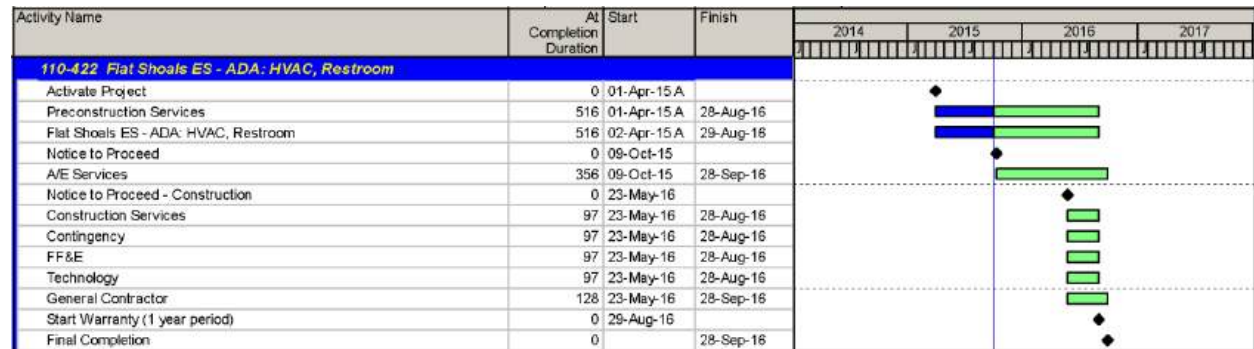 Activity Name At Completion Duration Start Finish
2014 2015 2016 2017
J J J J J J J
110-422 Flat Shoals ES - ADA: HVAC, Restroom
Activate Project 0 01-Apr-15 A
Preconstruction Services 516 01-Apr-15 A 28-Aug-16
Flat Shoals ES - ADA: HVAC, Restroom 516 02-Apr-15 A 29-Aug-16
Notice to Proceed 0 09-Oct-15
A/E Services 356 09-Oct-15 28-Sep-16
Notice to Proceed - Construction 0 23-May-16
Construction Services 97 23-May-16 28-Aug-16
Contingency 97 23-May-16 28-Aug-16
FF&E 97 23-May-16 28-Aug-16
Technology 97 23-May-16 28-Aug-16
General Contractor 128 23-May-16 28-Sep-16
Start Warranty (1 year period) 0 29-Aug-16
Final Completion 0 28-Sep-16